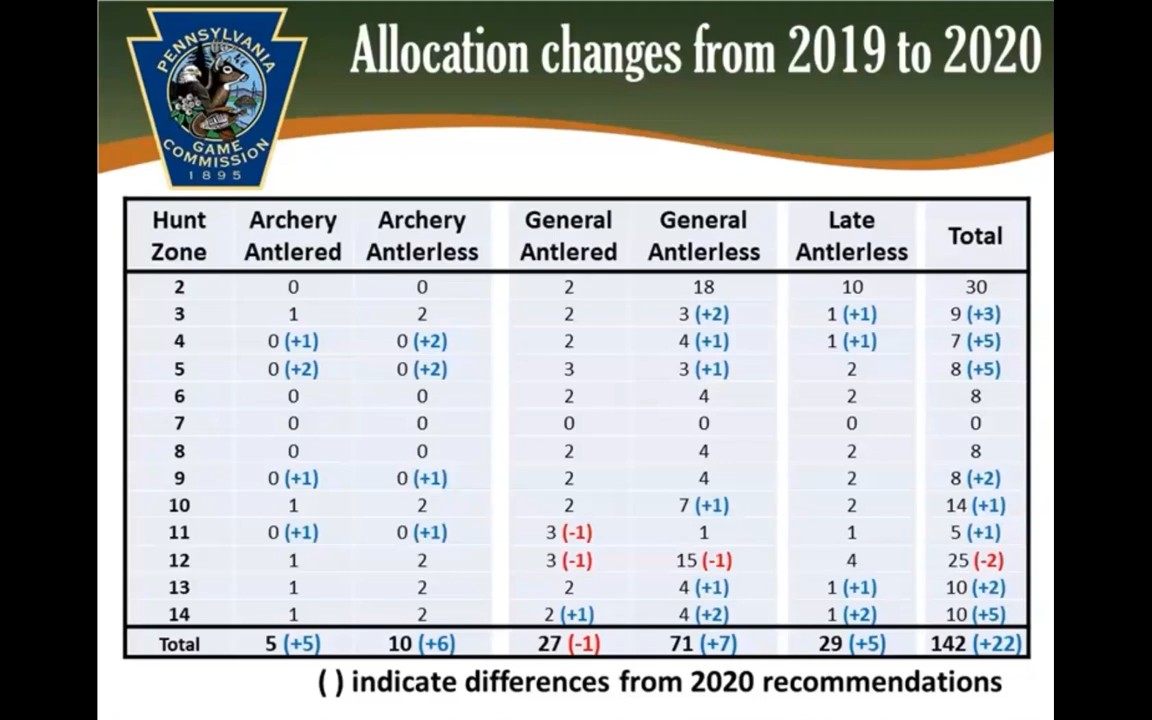 PENNSYLVANIA
GAME
COMMISSION
1895
Allocation changes from 2019 to 2020
Hunt Zone Archery Antlered Archery Antlerless General Antlered General Antlerless Late Antlerless Total
2 0 0 2 18 10 30
3 1 2 2 3 (+2) 1 (+1) 9 (+3)
4 0 (+1) 0 (+2) 2 4 (+1) 1 (+1) 7 (+5)
5 0 (+2) 0 (+2) 3 3 (+1) 2 8 (+5)
6 0 0 2 4 2 8
7 0 0 0 0 0 0
8 0 0 2 4 2 8
9 0 (+1) 0 (+1) 2 4 2 8 (+2)
10 1 2 2 7 (+1) 2 14 (+1)
11 0 (+1) 0 (+1) 3 (-1) 1 1 5 (+1)
12 1 2 3 (-1) 15 (-1) 4 25 (-2)
13 1 2 2 4 (+1) 1 (+1) 10 (+2)
14 1 2 2 (+1) 4 (+2) 1 (+2) 10 (+5)
Total 5 (+5) 10 (+6) 27 (-1) 71 (+7) 29 (+5) 142 (+22)
( ) indicate differences from 2020 recommendations